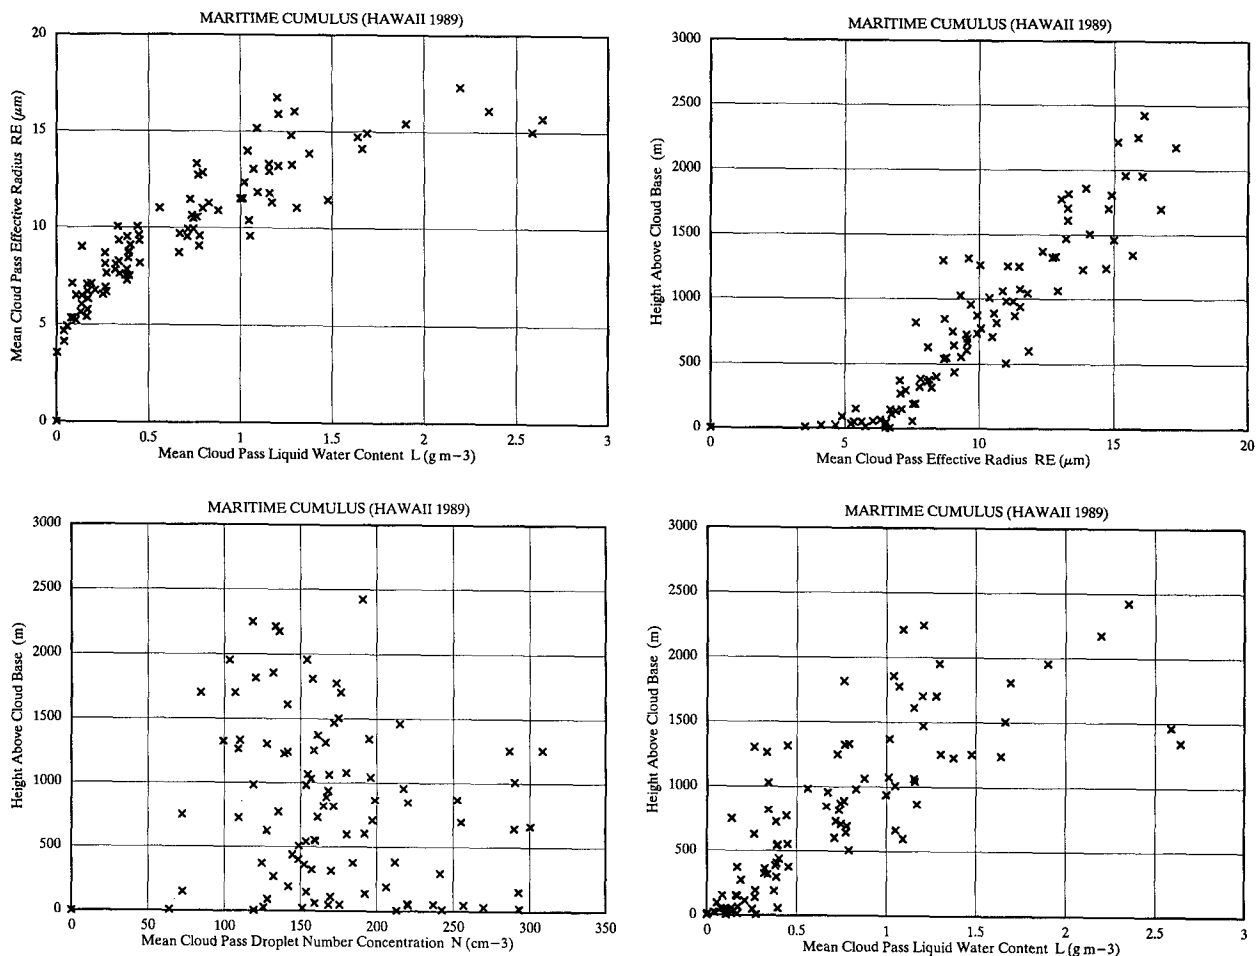 MARITIME CUMULUS (HAWAII 1989)
20
15
10
5
0
Mean Cloud Pass Effective Radius RE (μm)
0 0.5 1 1.5 2 2.5 3
Mean Cloud Pass Liquid Water Content L (g m−3)
MARITIME CUMULUS (HAWAII 1989)
3000
2500
2000
1500
1000
500
0
Height Above Cloud Base (m)
0 5 10 15 20
Mean Cloud Pass Effective Radius RE (μm)
MARITIME CUMULUS (HAWAII 1989)
3000
2500
2000
1500
1000
500
0
Height Above Cloud Base (m)
0 50 100 150 200 250 300 350
Mean Cloud Pass Droplet Number Concentration N (cm−3)
MARITIME CUMULUS (HAWAII 1989)
3000
2500
2000
1500
1000
500
0
Height Above Cloud Base (m)
0 0.5 1 1.5 2 2.5 3
Mean Cloud Pass Liquid Water Content L (g m−3)